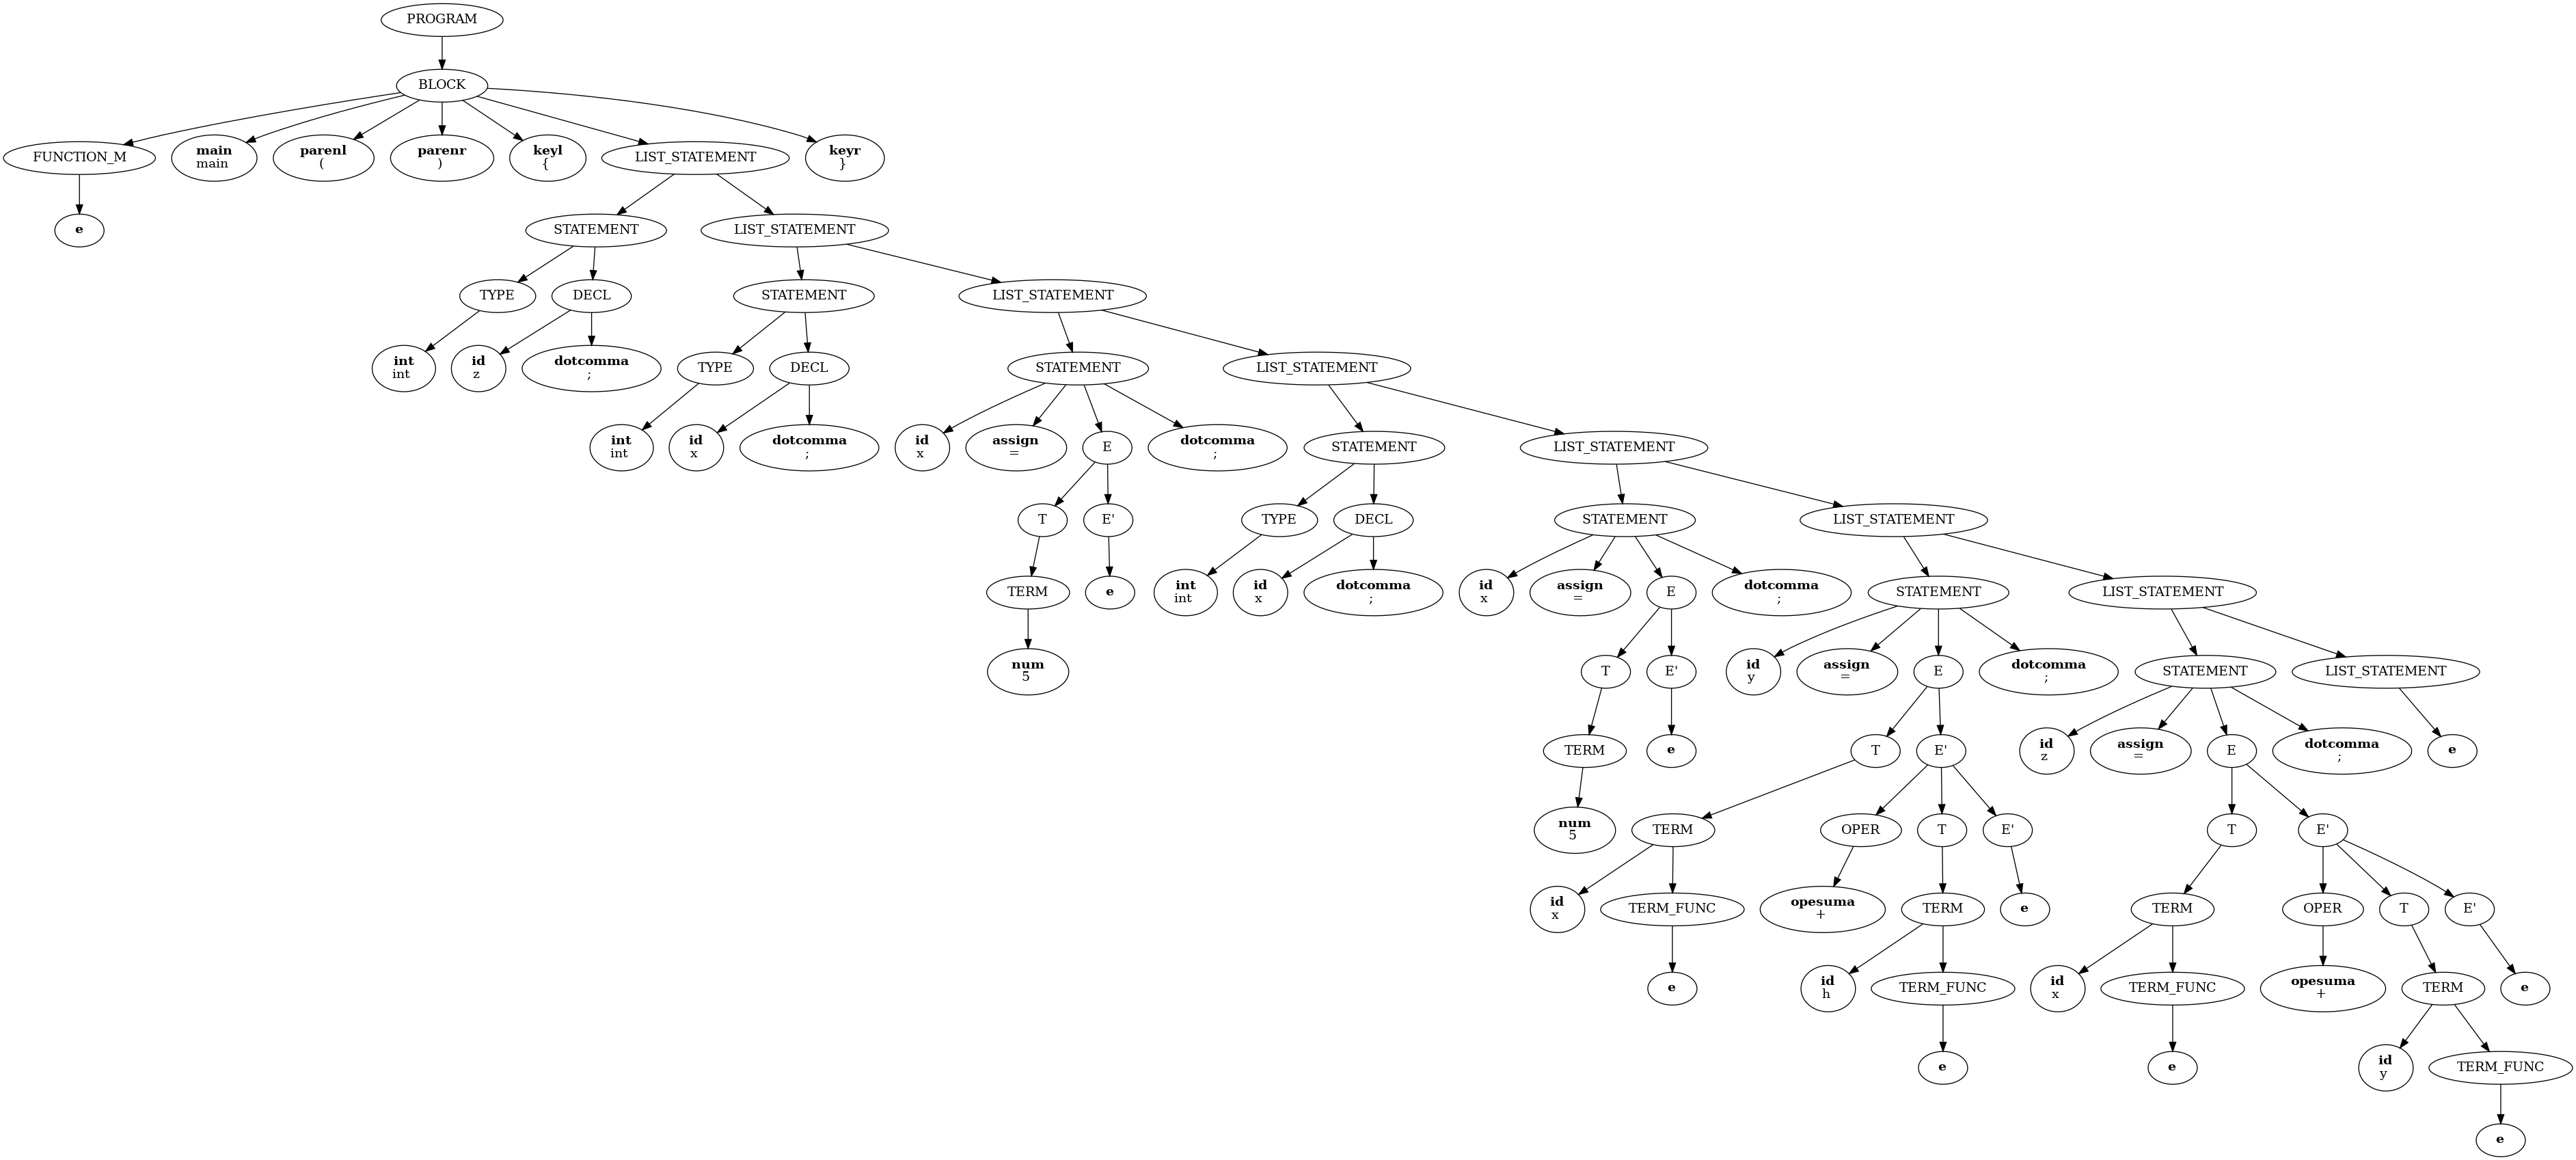 PROGRAM
BLOCK
FUNCTION_M
main
main
parenl
(
parenr
)
keyl
{
LIST_STATEMENT
keyr
}
e
STATEMENT
LIST_STATEMENT
TYPE
DECL
STATEMENT
LIST_STATEMENT
int
int
id
z
dotcomma
;
TYPE
DECL
STATEMENT
LIST_STATEMENT
int
int
id
x
dotcomma
;
id
x
assign
=
E
dotcomma
;
STATEMENT
LIST_STATEMENT
T
E'
TYPE
DECL
STATEMENT
LIST_STATEMENT
TERM
e
int
int
id
x
dotcomma
;
id
x
assign
=
E
dotcomma
;
STATEMENT
LIST_STATEMENT
num
5
T
E'
id
y
assign
=
E
dotcomma
;
STATEMENT
LIST_STATEMENT
TERM
e
T
E'
id
z
assign
=
E
dotcomma
;
e
num
5
TERM
OPER
T
E'
T
E'
id
x
TERM_FUNC
opesuma
+
TERM
e
TERM
OPER
T
E'
e
id
h
TERM_FUNC
id
x
TERM_FUNC
opesuma
+
TERM
e
e
e
id
y
TERM_FUNC
e